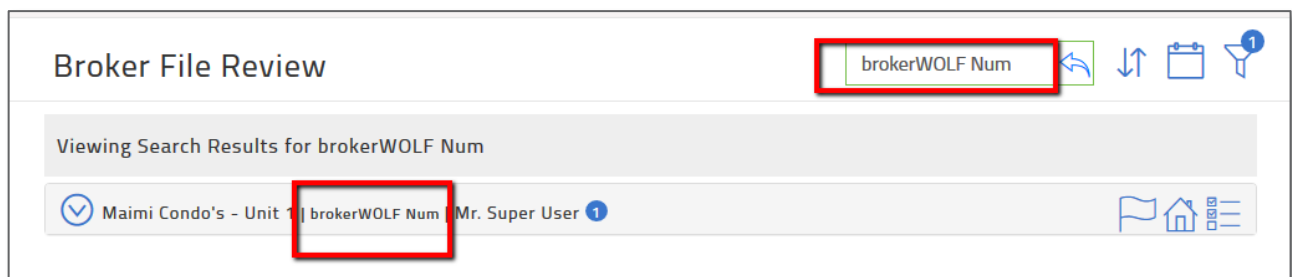 Broker File Review
brokerWOLF Num
1
Viewing Search Results for brokerWOLF Num
Maimi Condo's - Unit 1 | brokerWOLF Num | Mr. Super User 1